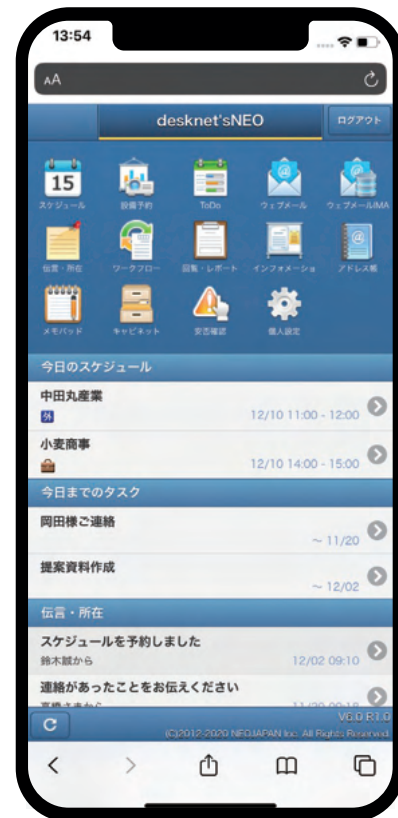 13:54
AA
desknet'sNEO
ログアウト
15
スケジュール
設備予約
ToDo
ウェブメール
ウェブメールIMA
伝言・所在
ワークフロー
回覧・レポート
インフォメーショ
アドレス帳
メモパッド
キャビネット
安否確認
個人設定
今日のスケジュール
中田丸産業
外
12/10 11:00 - 12:00
小麦商事
12/10 14:00 - 15:00
今日までのタスク
岡田様ご連絡
~ 11/20
提案資料作成
~ 12/02
伝言・所在
スケジュールを予約しました
鈴木誠から
12/02 09:10
連絡があったことをお伝えください
V6.0 R1.0
(C)2012-2020 NEOJAPAN Inc. All Rights Reserved.